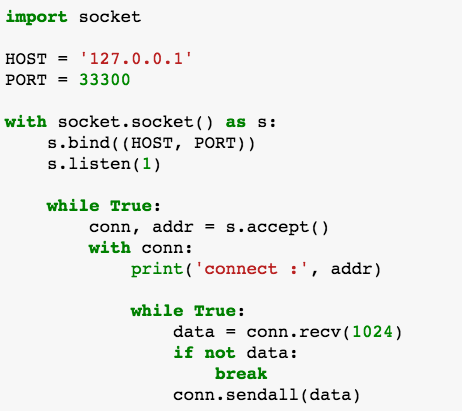 import socket

HOST = '127.0.0.1'
PORT = 33300

with socket.socket() as s:
    s.bind((HOST, PORT))
    s.listen(1)

    while True:
        conn, addr = s.accept()
        with conn:
            print('connect :', addr)

            while True:
                data = conn.recv(1024)
                if not data:
                    break
                conn.sendall(data)